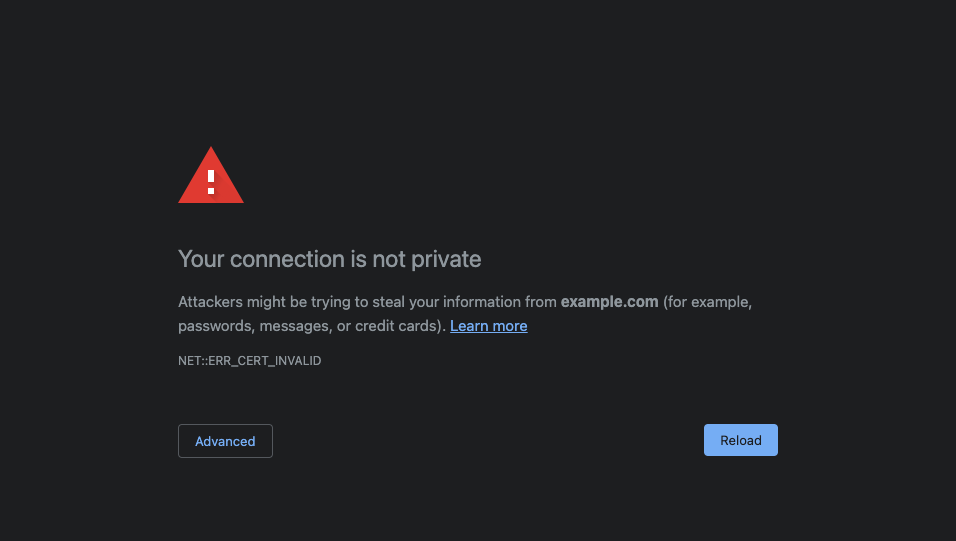 Your connection is not private
Attackers might be trying to steal your information from example.com (for example,
passwords, messages, or credit cards). Learn more
NET::ERR_CERT_INVALID
Advanced
Reload